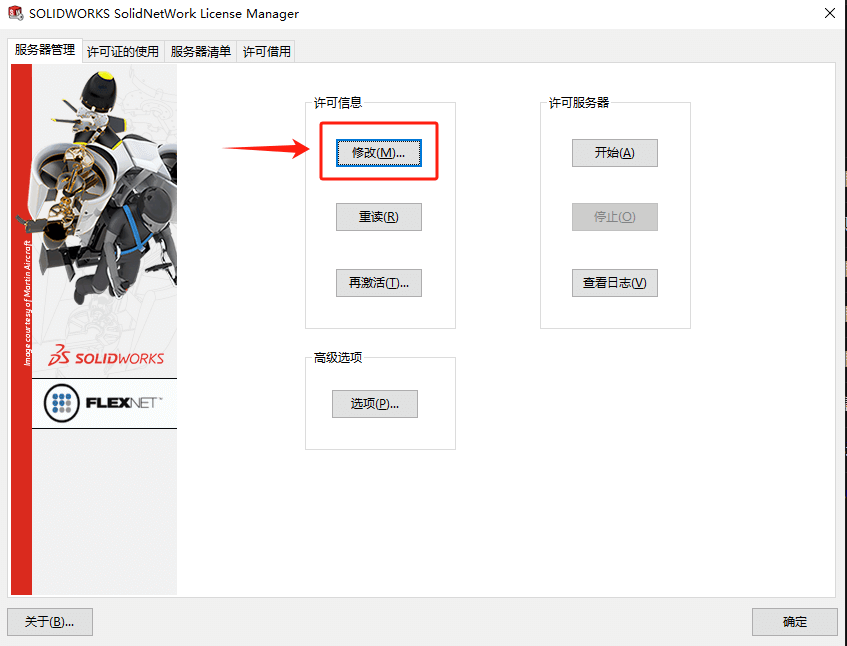 SOLIDWORKS SolidNetWork License Manager
服务器管理 许可证的使用 服务器清单 许可借用
许可信息
修改(M)...
重读(R)
再激活(T)...
许可服务器
开始(A)
停止(O)
查看日志(V)
高级选项
选项(P)...
Image courtesy of Martin Aircraft
SOLIDWORKS
FLEXNET
关于(B)...
确定